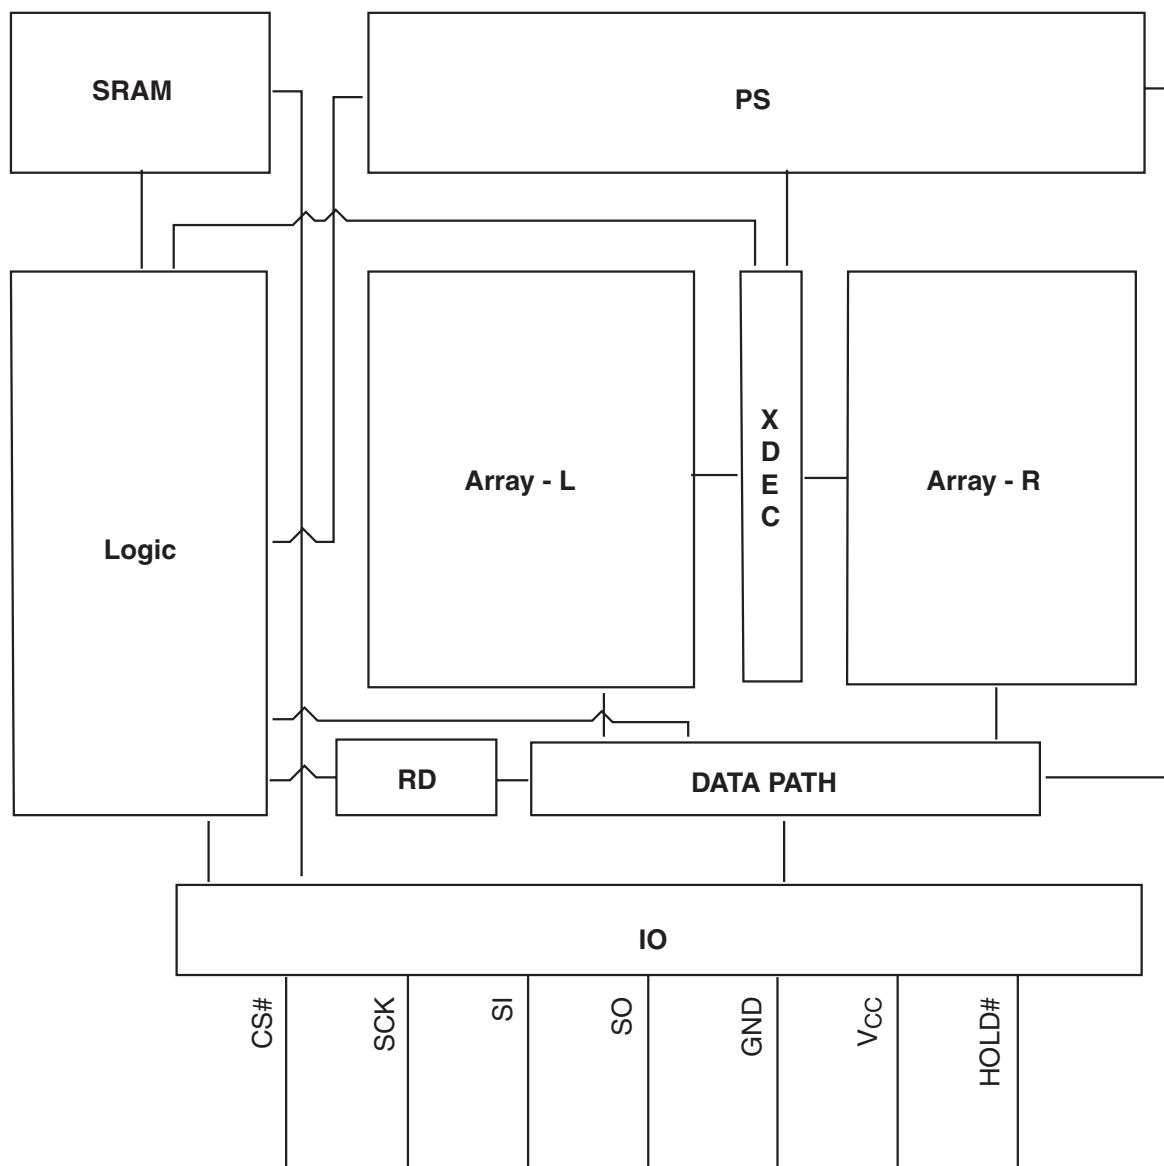 SRAM
PS
Logic
Array - L
X
D
E
C
Array - R
RD
DATA PATH
IO
CS#
SCK
SI
SO
GND
VCC
HOLD#